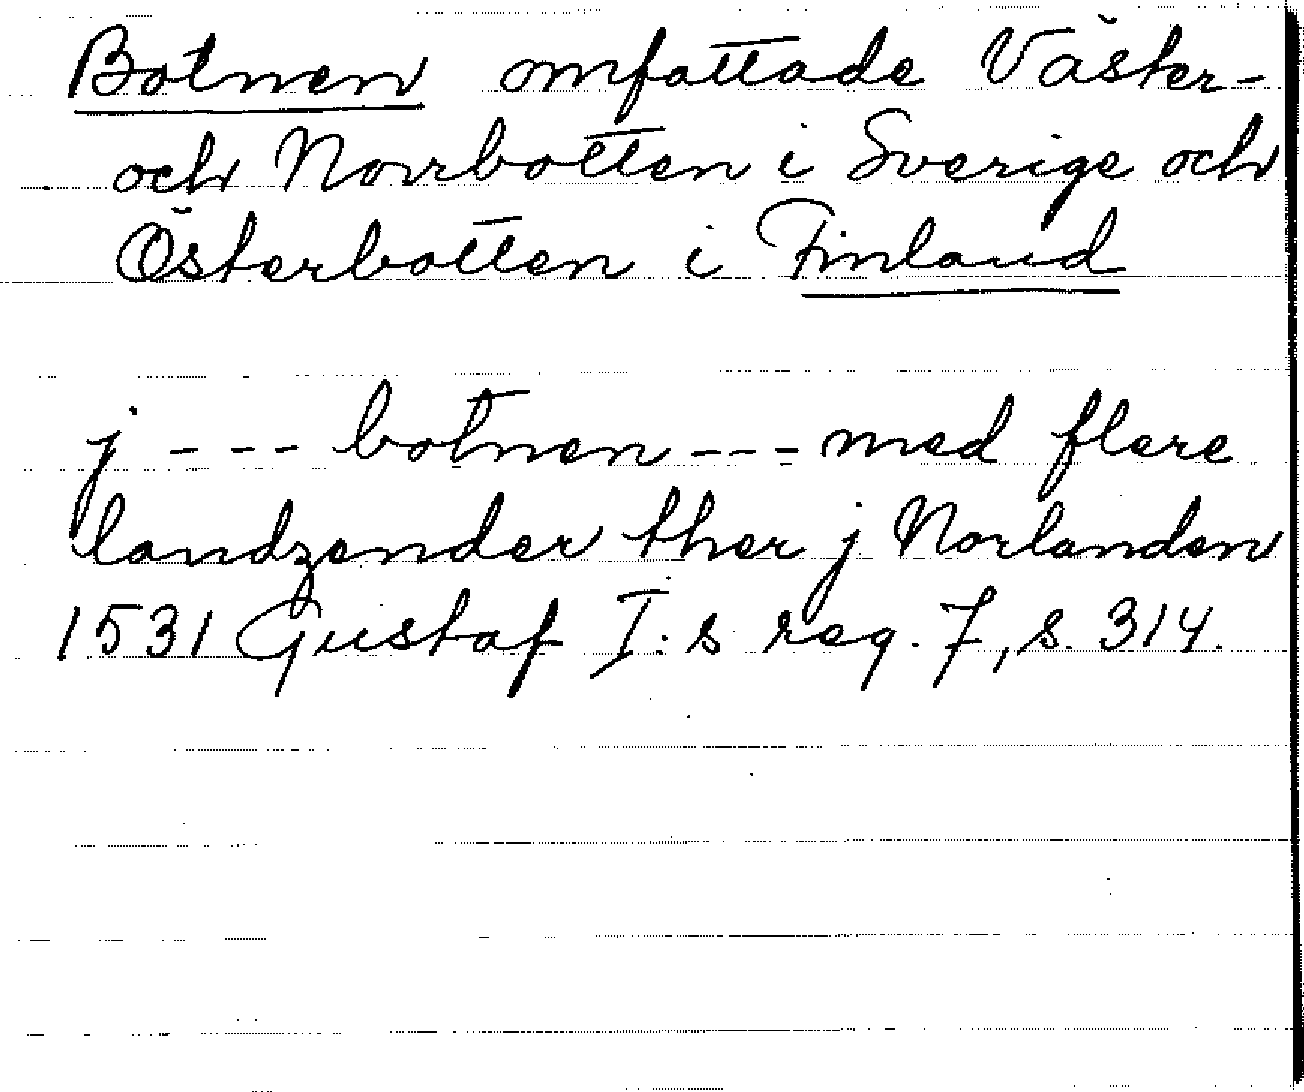 Botnen omfattade Väster-
och Norrbotten i Sverige och
Österbotten i Finland
j --- botnen --- med flere
landzender ther j Norlanden
1531 Gustaf I:s reg. 7, s. 314.